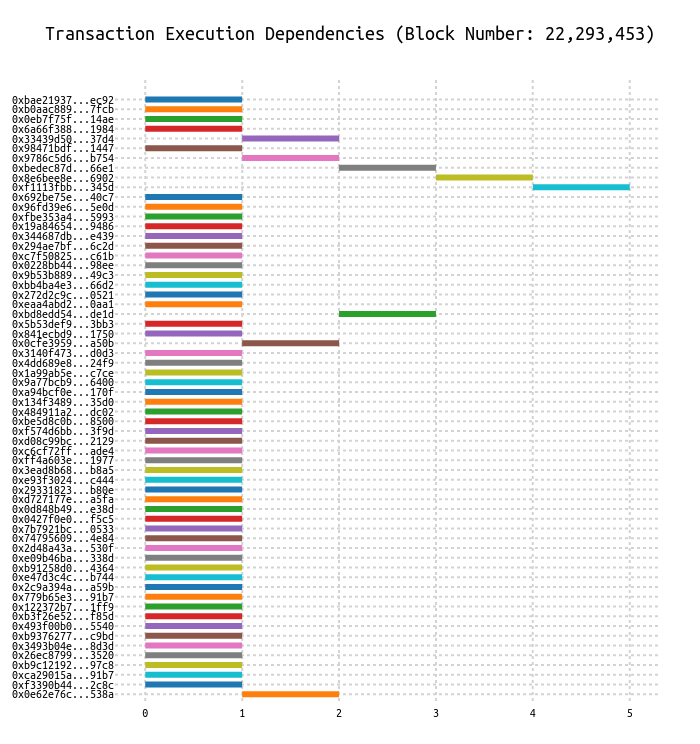 Transaction Execution Dependencies (Block Number: 22,293,453)
0xbae21937...ec92
0xb0aac889...7fcb
0x0eb7f75f...14ae
0x6a66f388...1984
0x33439d50...37d4
0x98471bdf...1447
0x9786c5d6...b754
0xbedec87d...66e1
0x8e6bee8e...6902
0xf1113fbb...345d
0x692be75e...40c7
0x96fd39e6...5e0d
0xfbe353a4...5993
0x19a84654...9486
0x344687db...e439
0x294ae7bf...6c2d
0xc7f50825...c61b
0x0228bb44...98ee
0x9b53b889...49c3
0xbb4ba4e3...66d2
0x272d2c9c...0521
0xeaa4abd2...0aa1
0xbd8edd54...de1d
0x5b53def9...3bb3
0x841ecbd9...1750
0x0cfe3959...a50b
0x3140f473...d0d3
0x4dd689e8...24f9
0x1a99ab5e...c7ce
0x9a77bcb9...6400
0xa94bcf0e...170f
0x134f3489...35d0
0x484911a2...dc02
0xbe5d8c0b...8500
0xf574d6bb...3f9d
0xd08c99bc...2129
0xc6cf72ff...ade4
0xff4a603e...1977
0x3ead8b68...b8a5
0xe93f3024...c444
0x29331823...b80e
0xd727177e...a5fa
0x0d848b49...e38d
0x0427f0e0...f5c5
0x7b7921bc...0533
0x74795609...4e84
0x2d48a43a...530f
0xe09b46ba...338d
0xb91258d0...4364
0xe47d3c4c...b744
0x2c9a394a...a59b
0x779b65e3...91b7
0x122372b7...1ff9
0xb3f26e52...f85d
0x493f00b0...5540
0xb9376277...c9bd
0x3493b04e...8d3d
0x26ec8799...3520
0xb9c12192...97c8
0xca29015a...91b7
0xf3390b44...2c8c
0x0e62e76c...538a
0 1 2 3 4 5